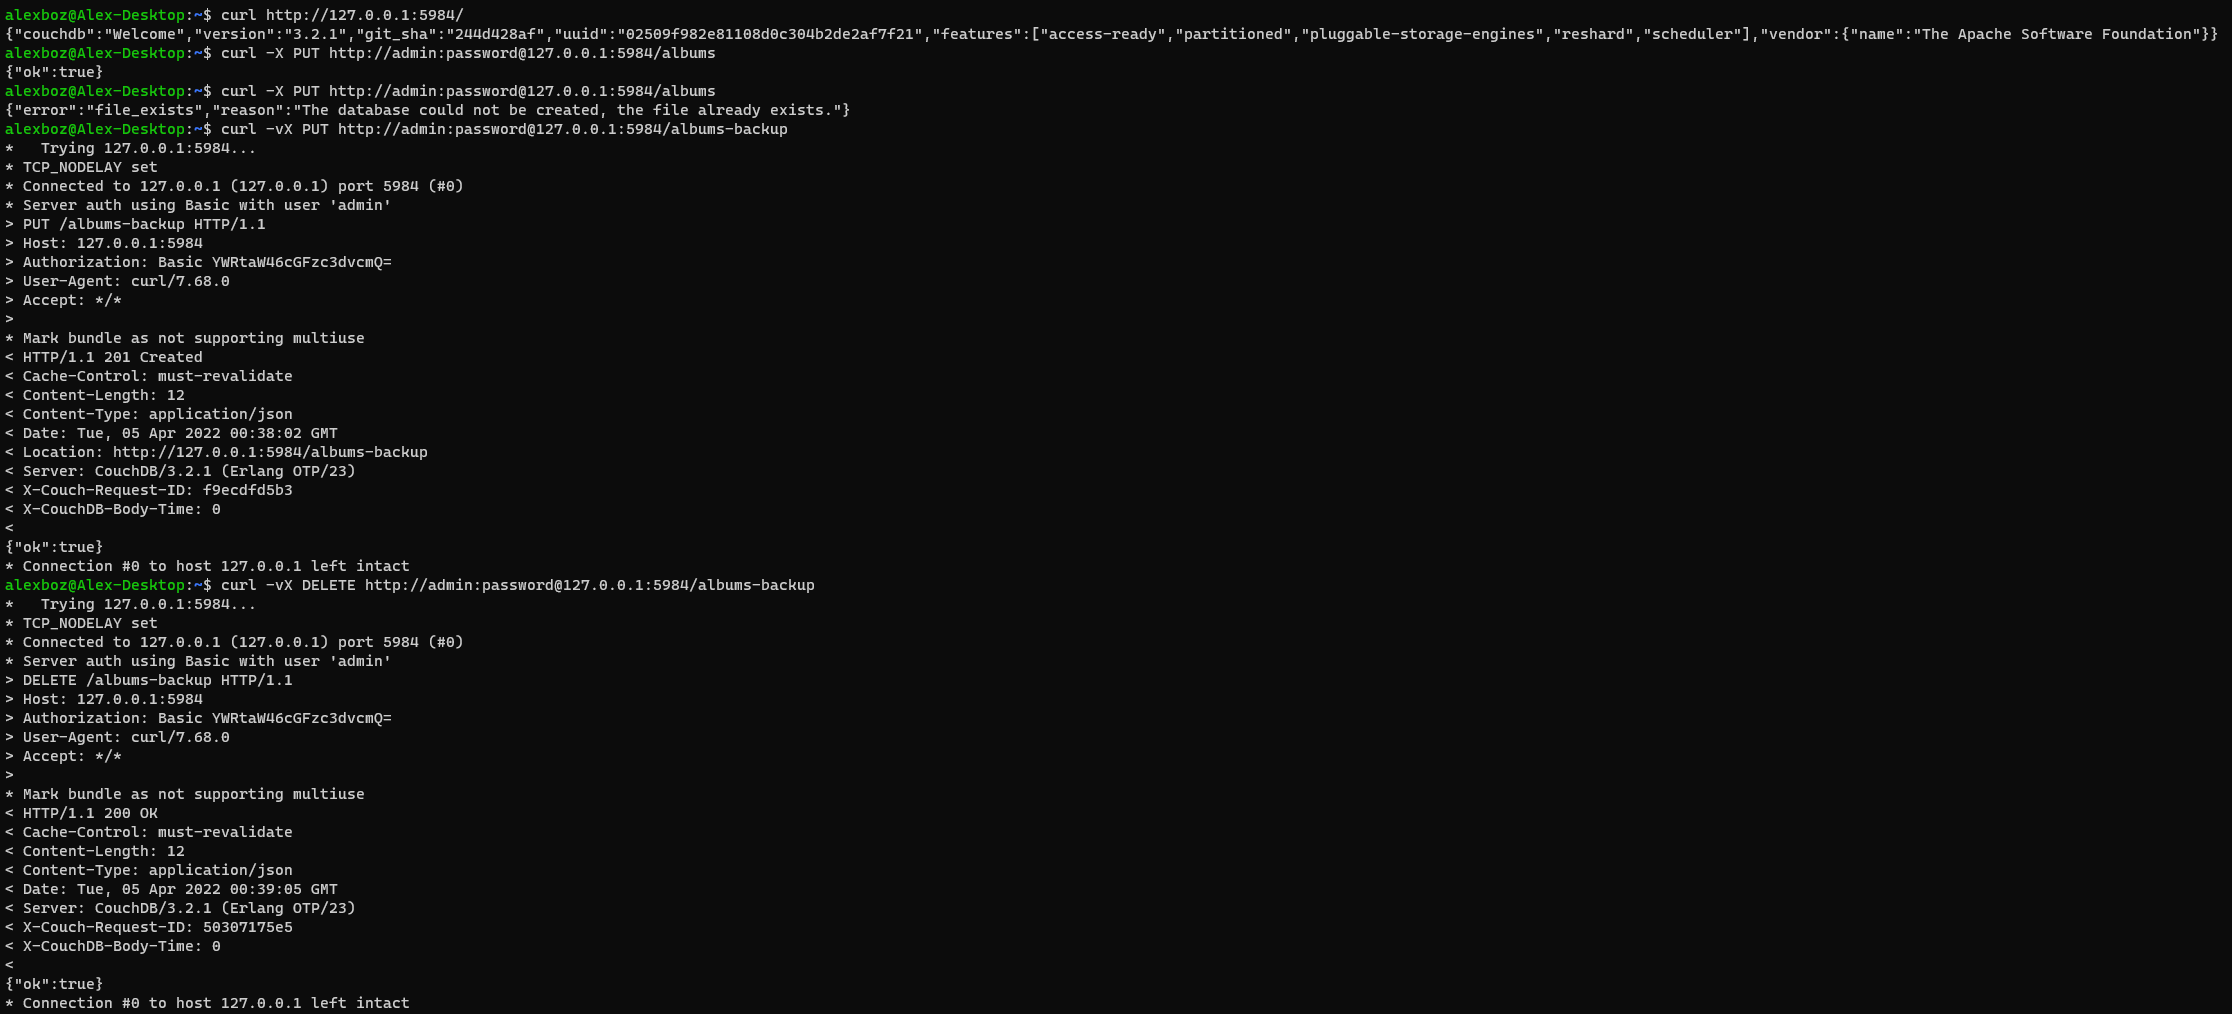 alexboz@Alex-Desktop:~$ curl http://127.0.0.1:5984/
{"couchdb":"Welcome","version":"3.2.1","git_sha":"244d428af","uuid":"02509f982e81108d0c304b2de2af7f21","features":["access-ready","partitioned","pluggable-storage-engines","reshard","scheduler"],"vendor":{"name":"The Apache Software Foundation"}}
alexboz@Alex-Desktop:~$ curl -X PUT http://admin:password@127.0.0.1:5984/albums
{"ok":true}
alexboz@Alex-Desktop:~$ curl -X PUT http://admin:password@127.0.0.1:5984/albums
{"error":"file_exists","reason":"The database could not be created, the file already exists."}
alexboz@Alex-Desktop:~$ curl -vX PUT http://admin:password@127.0.0.1:5984/albums-backup
*   Trying 127.0.0.1:5984...
* TCP_NODELAY set
* Connected to 127.0.0.1 (127.0.0.1) port 5984 (#0)
* Server auth using Basic with user 'admin'
> PUT /albums-backup HTTP/1.1
> Host: 127.0.0.1:5984
> Authorization: Basic YWRtaW46cGFzc3dvcmQ=
> User-Agent: curl/7.68.0
> Accept: */*
>
* Mark bundle as not supporting multiuse
< HTTP/1.1 201 Created
< Cache-Control: must-revalidate
< Content-Length: 12
< Content-Type: application/json
< Date: Tue, 05 Apr 2022 00:38:02 GMT
< Location: http://127.0.0.1:5984/albums-backup
< Server: CouchDB/3.2.1 (Erlang OTP/23)
< X-Couch-Request-ID: f9ecdfd5b3
< X-CouchDB-Body-Time: 0
<
{"ok":true}
* Connection #0 to host 127.0.0.1 left intact
alexboz@Alex-Desktop:~$ curl -vX DELETE http://admin:password@127.0.0.1:5984/albums-backup
*   Trying 127.0.0.1:5984...
* TCP_NODELAY set
* Connected to 127.0.0.1 (127.0.0.1) port 5984 (#0)
* Server auth using Basic with user 'admin'
> DELETE /albums-backup HTTP/1.1
> Host: 127.0.0.1:5984
> Authorization: Basic YWRtaW46cGFzc3dvcmQ=
> User-Agent: curl/7.68.0
> Accept: */*
>
* Mark bundle as not supporting multiuse
< HTTP/1.1 200 OK
< Cache-Control: must-revalidate
< Content-Length: 12
< Content-Type: application/json
< Date: Tue, 05 Apr 2022 00:39:05 GMT
< Server: CouchDB/3.2.1 (Erlang OTP/23)
< X-Couch-Request-ID: 50307175e5
< X-CouchDB-Body-Time: 0
<
{"ok":true}
* Connection #0 to host 127.0.0.1 left intact